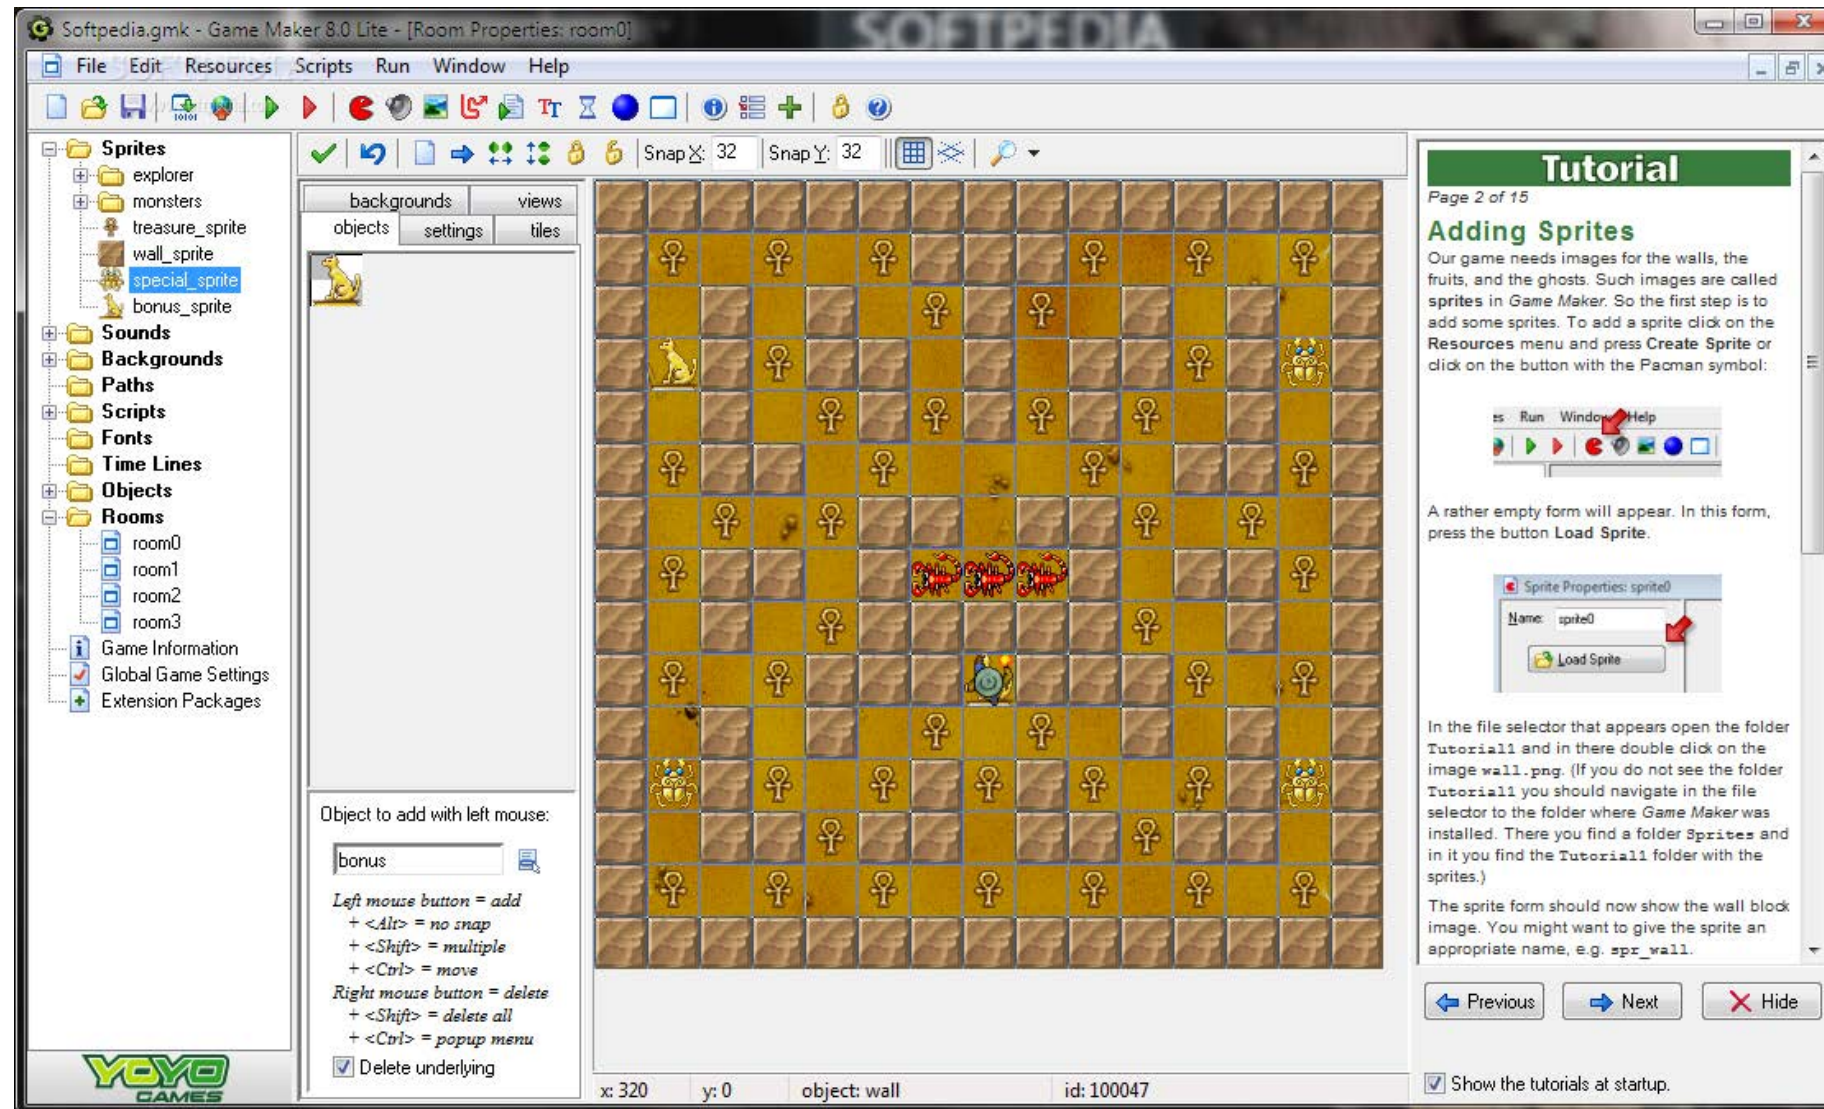 SOFTPEDIA
Softpedia.gmk - Game Maker 8.0 Lite - [Room Properties: room0]
File Edit Resources Scripts Run Window Help
Snap X: 32 Snap Y: 32
Sprites
explorer
monsters
treasure_sprite
wall_sprite
special_sprite
bonus_sprite
Sounds
Backgrounds
Paths
Scripts
Fonts
Time Lines
Objects
Rooms
room0
room1
room2
room3
Game Information
Global Game Settings
Extension Packages
YOYO
GAMES
backgrounds views
objects settings tiles
Object to add with left mouse:
bonus
Left mouse button = add
+ <Alt> = no snap
+ <Shift> = multiple
+ <Ctrl> = move
Right mouse button = delete
+ <Shift> = delete all
+ <Ctrl> = popup menu
Delete underlying
x: 320 y: 0 object: wall id: 100047
Tutorial
Page 2 of 15
Adding Sprites
Our game needs images for the walls, the
fruits, and the ghosts. Such images are called
sprites in Game Maker. So the first step is to
add some sprites. To add a sprite click on the
Resources menu and press Create Sprite or
click on the button with the Pacman symbol:
es Run Window Help
A rather empty form will appear. In this form,
press the button Load Sprite.
Sprite Properties: sprite0
Name: sprite0
Load Sprite
In the file selector that appears open the folder
Tutorial1 and in there double click on the
image wall.png. (If you do not see the folder
Tutorial1 you should navigate in the file
selector to the folder where Game Maker was
installed. There you find a folder Sprites and
in it you find the Tutorial1 folder with the
sprites.)
The sprite form should now show the wall block
image. You might want to give the sprite an
appropriate name, e.g. spr_wall.
Previous Next Hide
Show the tutorials at startup.